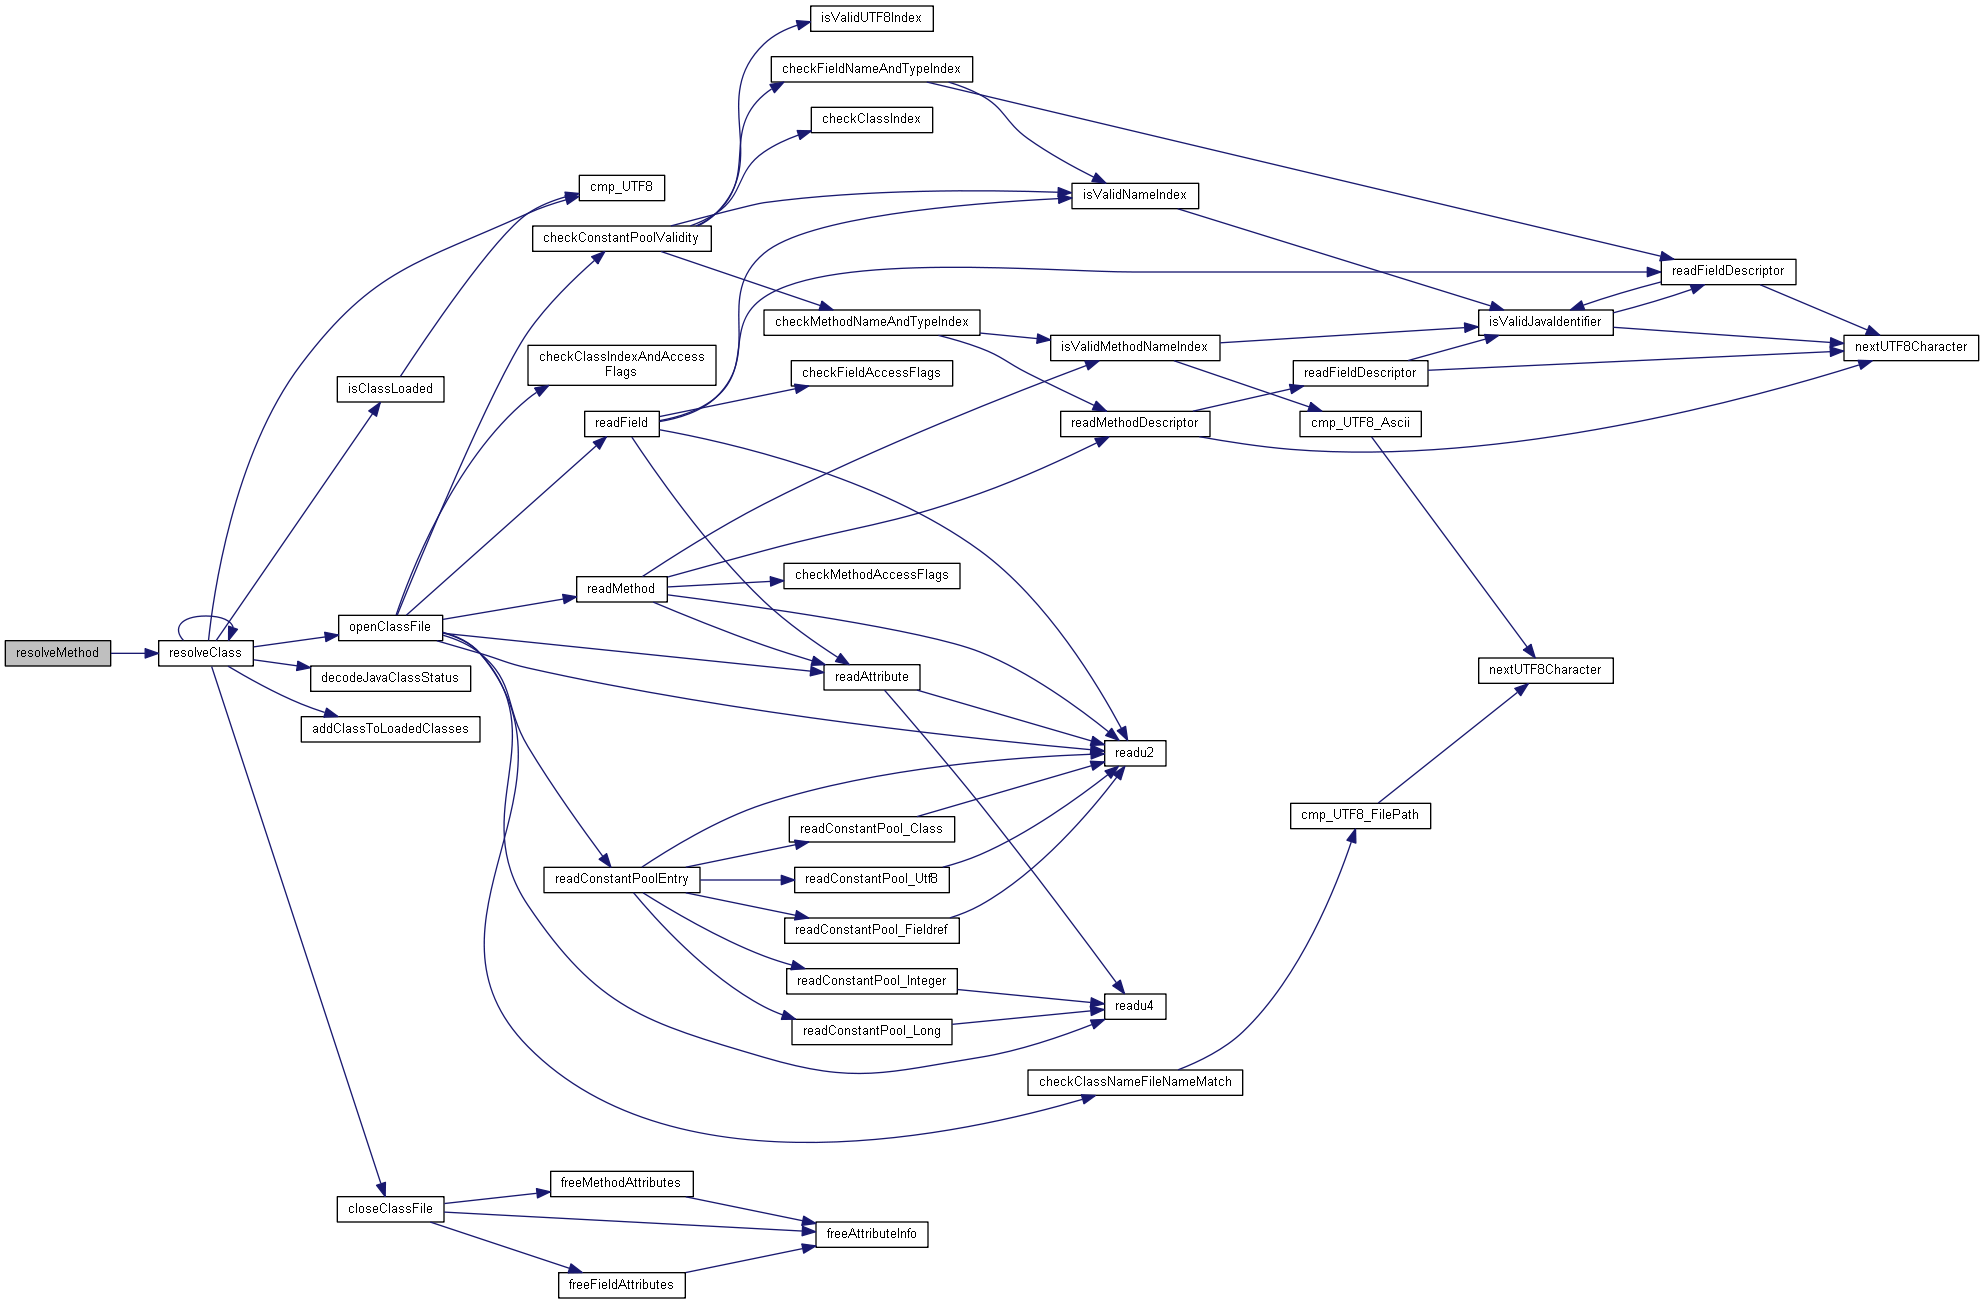 isValidUTF8Index
checkFieldNameAndTypeIndex
checkClassIndex
cmp_UTF8
isValidNameIndex
checkConstantPoolValidity
readFieldDescriptor
checkMethodNameAndTypeIndex
isValidJavaIdentifier
isValidMethodNameIndex
nextUTF8Character
checkClassIndexAndAccess
Flags
checkFieldAccessFlags
readFieldDescriptor
isClassLoaded
readField
readMethodDescriptor
cmp_UTF8_Ascii
checkMethodAccessFlags
readMethod
openClassFile
resolveMethod
resolveClass
decodeJavaClassStatus
readAttribute
nextUTF8Character
addClassToLoadedClasses
readu2
cmp_UTF8_FilePath
readConstantPool_Class
readConstantPoolEntry
readConstantPool_Utf8
readConstantPool_Fieldref
readConstantPool_Integer
readu4
readConstantPool_Long
checkClassNameFileNameMatch
freeMethodAttributes
closeClassFile
freeAttributeInfo
freeFieldAttributes